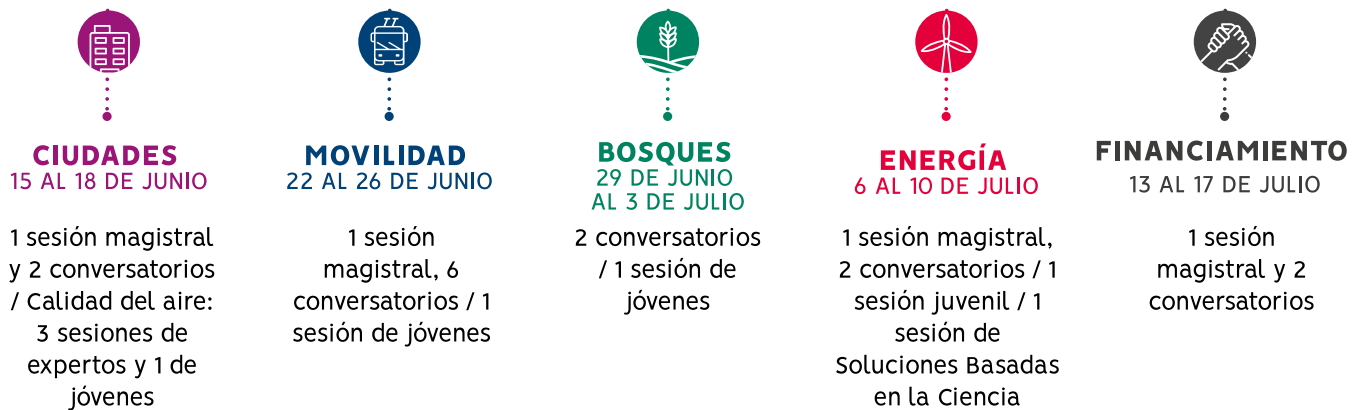 CIUDADES
15 AL 18 DE JUNIO
1 sesión magistral
y 2 conversatorios
/ Calidad del aire:
3 sesiones de
expertos y 1 de
jóvenes
MOVILIDAD
22 AL 26 DE JUNIO
1 sesión
magistral, 6
conversatorios / 1
sesión de jóvenes
BOSQUES
29 DE JUNIO
AL 3 DE JULIO
2 conversatorios
/ 1 sesión de
jóvenes
ENERGÍA
6 AL 10 DE JULIO
1 sesión magistral,
2 conversatorios / 1
sesión juvenil / 1
sesión de
Soluciones Basadas
en la Ciencia
FINANCIAMIENTO
13 AL 17 DE JULIO
1 sesión
magistral y 2
conversatorios